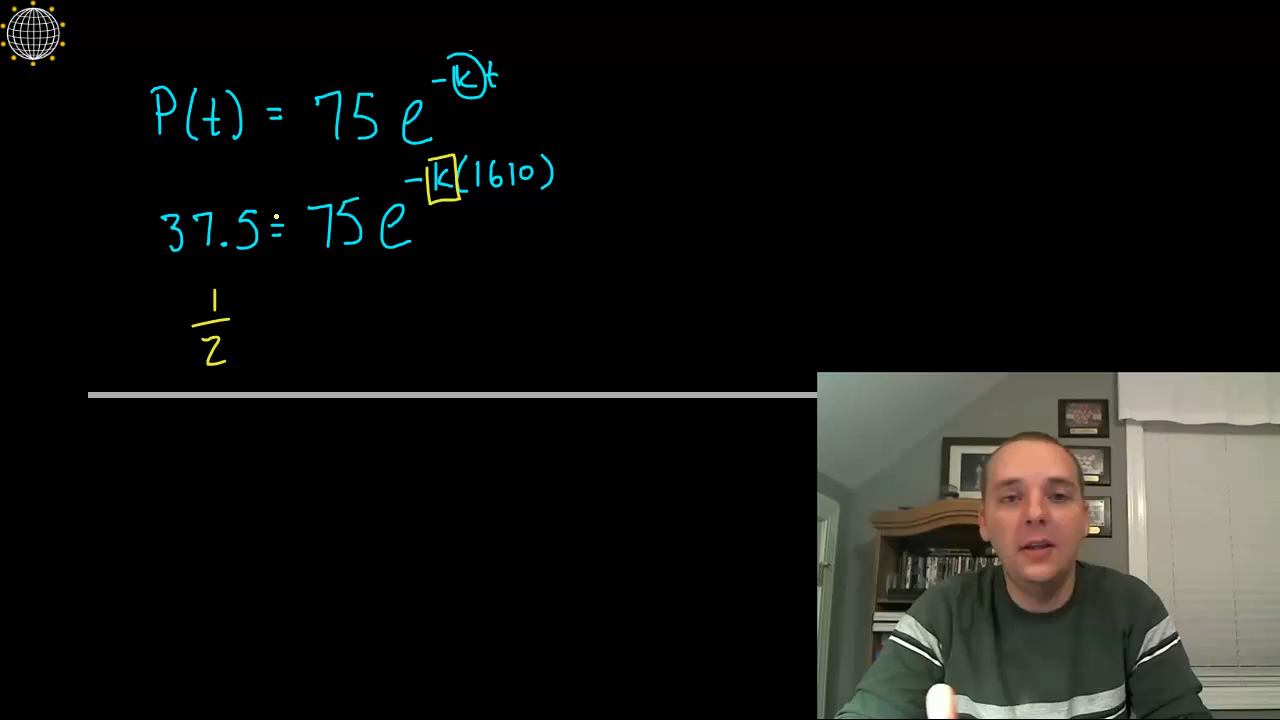 P(t) = 75 e^{-kt}
37.5 = 75 e^{-k(1610)}
1/2